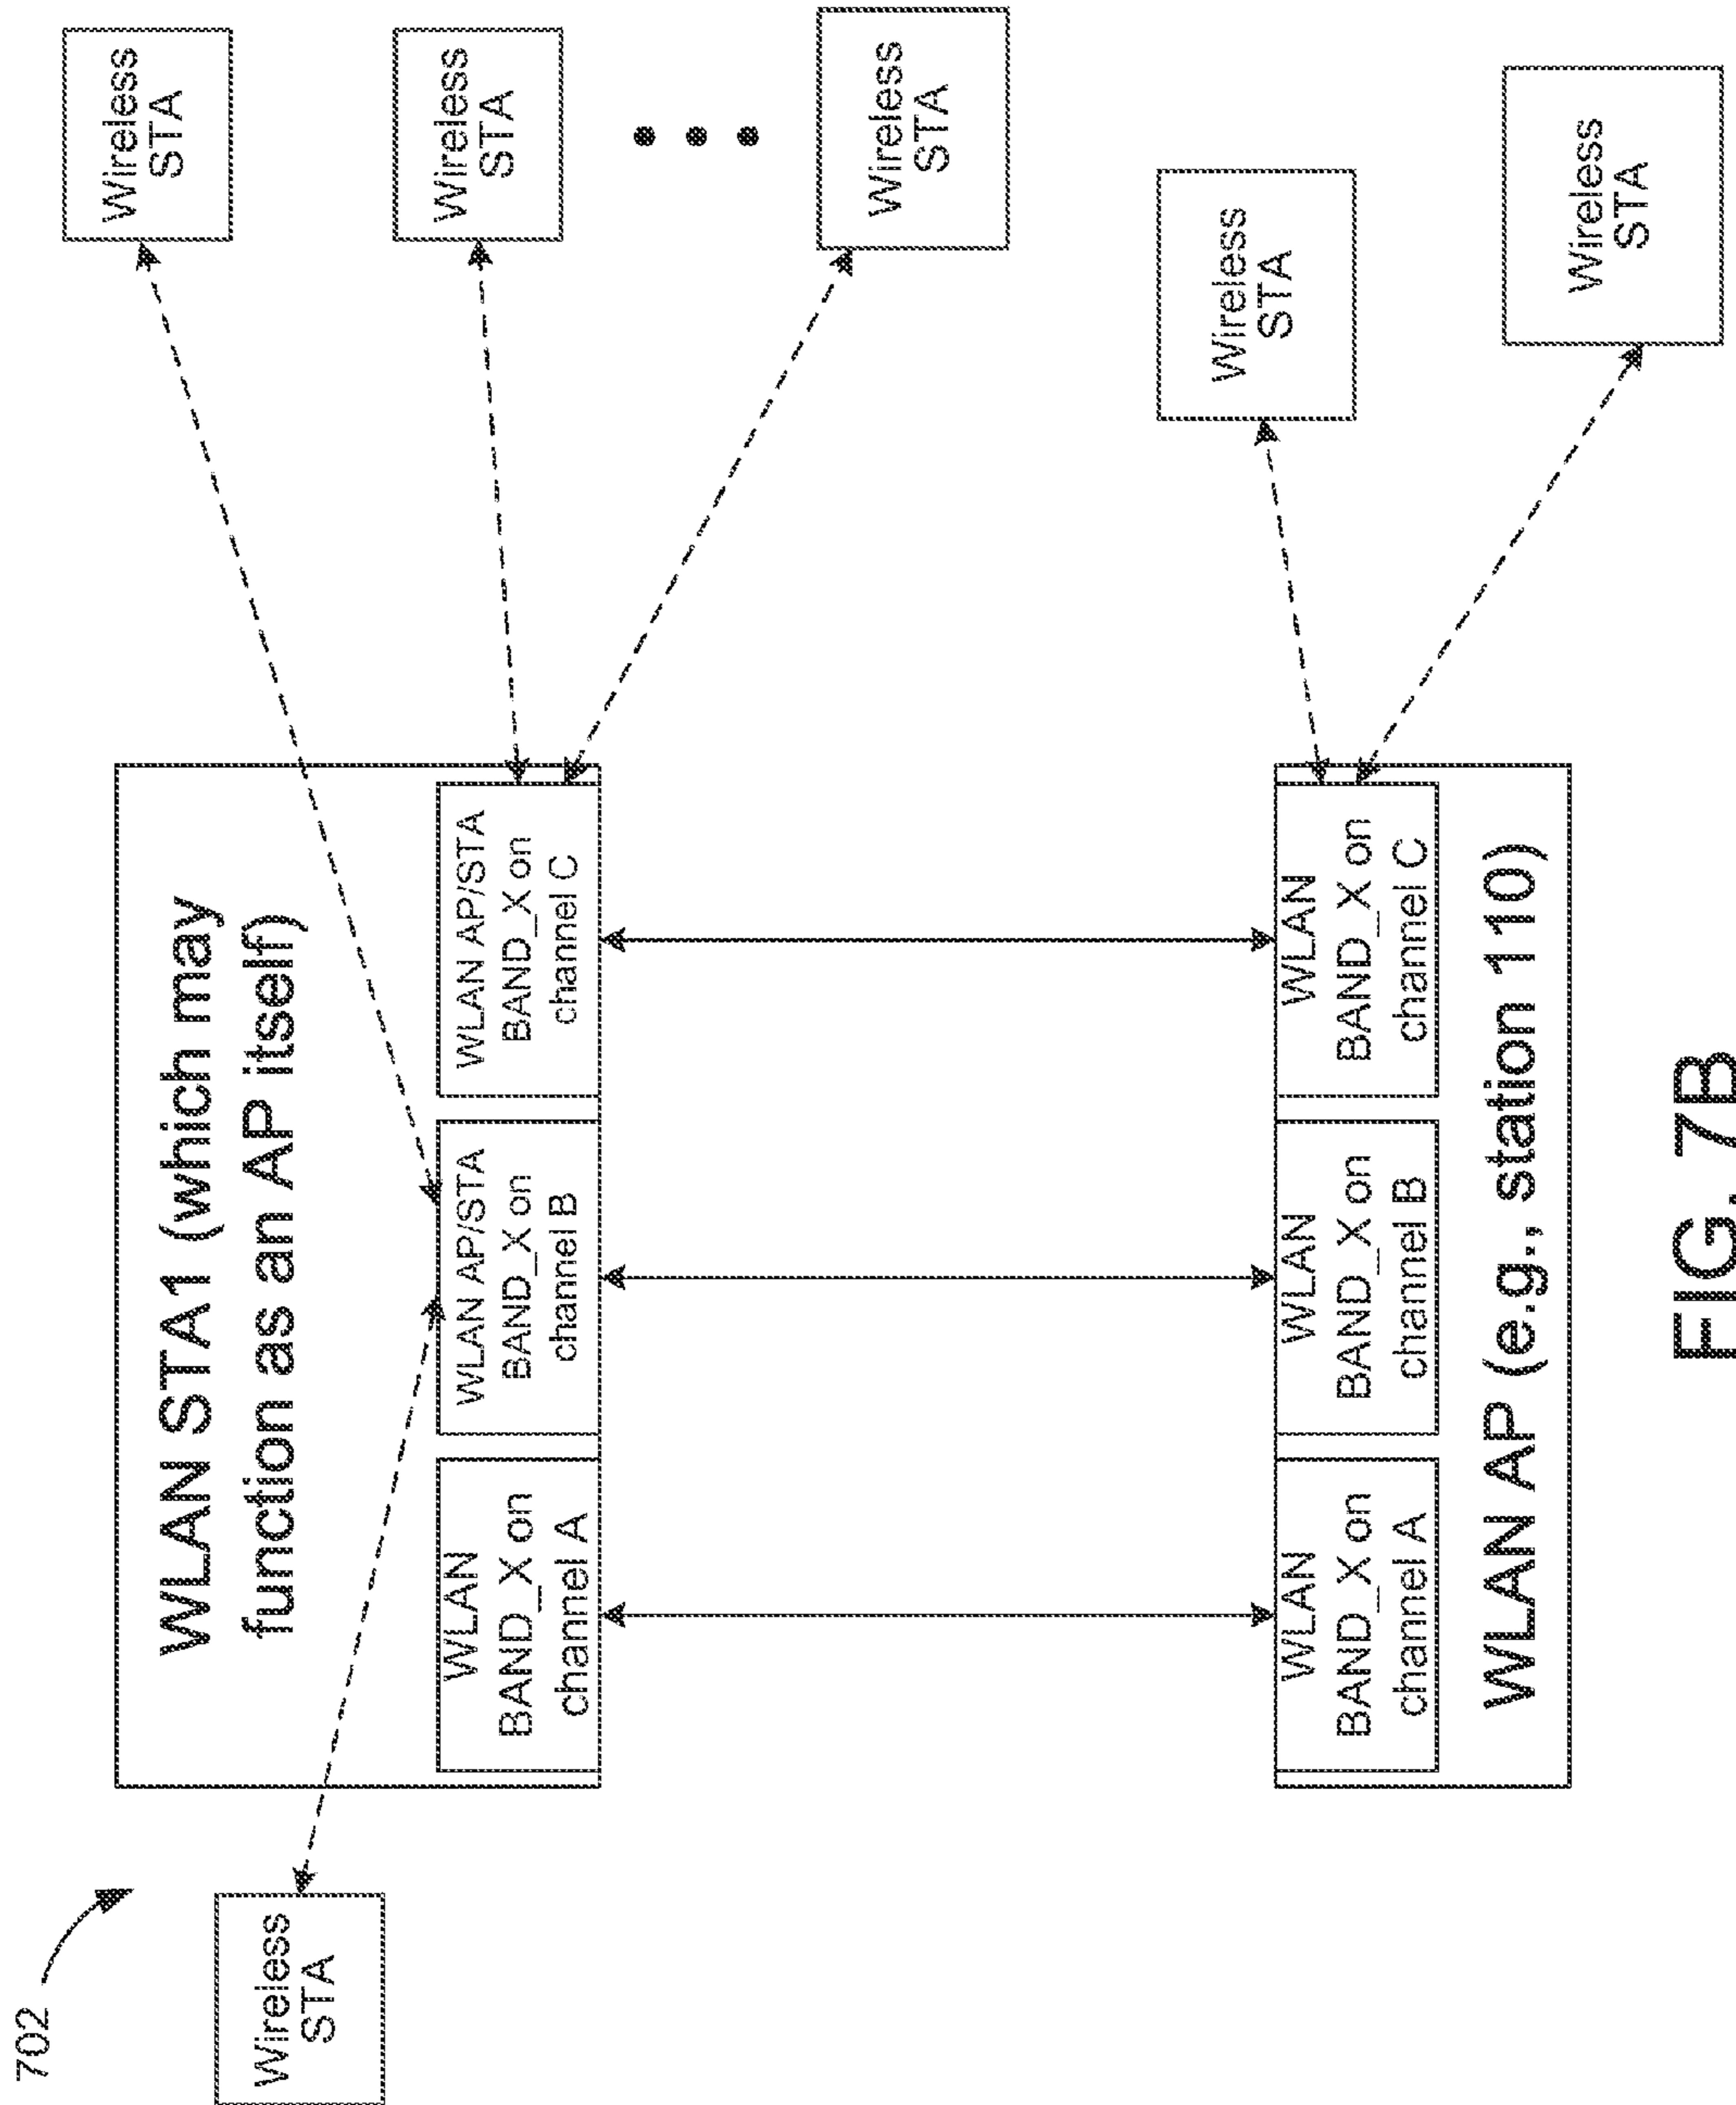 702
Wireless
STA
WLAN STA1 (which may
function as an AP itself)
WLAN
BAND_X on
channel A
WLAN AP/STA
BAND_X on
channel B
WLAN AP/STA
BAND_X on
channel C
Wireless
STA
Wireless
STA
Wireless
STA
WLAN
BAND_X on
channel A
WLAN
BAND_X on
channel B
WLAN
BAND_X on
channel C
WLAN AP (e.g., station 110)
Wireless
STA
Wireless
STA
FIG. 7B